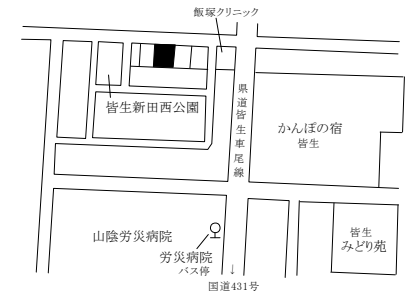 飯塚クリニック
皆生新田西公園
県道皆生車尾線
かんぽの宿
皆生
山陰労災病院
労災病院
バス停
皆生
みどり苑
↓
国道431号